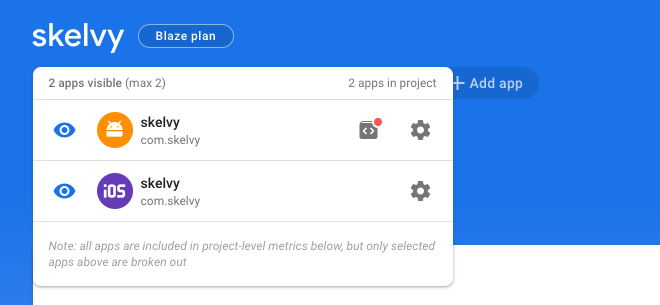 skelvy Blaze plan
2 apps visible (max 2) 2 apps in project + Add app
skelvy
com.skelvy
iOS skelvy
com.skelvy
Note: all apps are included in project-level metrics below, but only selected
apps above are broken out